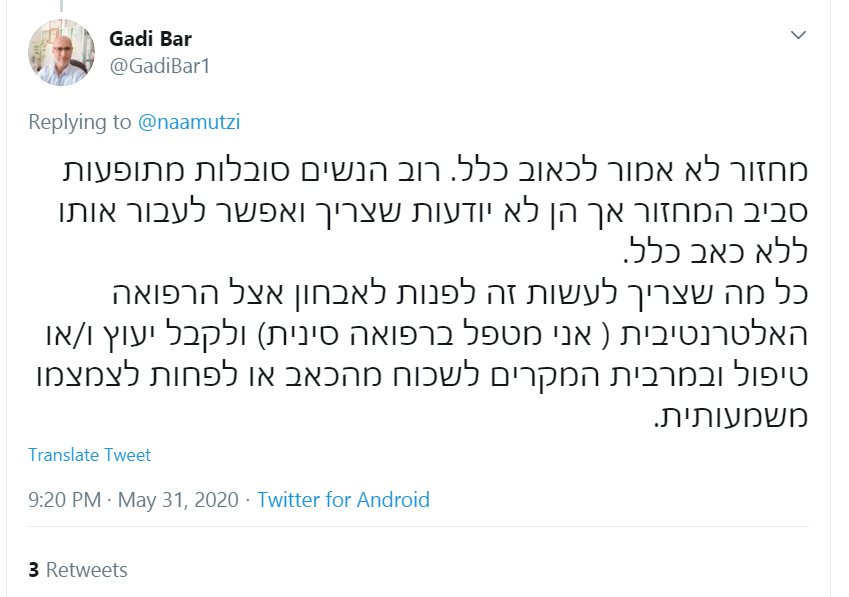 Gadi Bar
@GadiBar1
Replying to @naamutzi
מחזור לא אמור לכאוב כלל. רוב הנשים סובלות מתופעות
סביב המחזור אך הן לא יודעות שצריך ואפשר לעבור אותו
ללא כאב כלל.
כל מה שצריך לעשות זה לפנות לאבחון אצל הרפואה
האלטרנטיבית ( אני מטפל ברפואה סינית) ולקבל יעוץ ו/או
טיפול ובמרבית המקרים לשכוח מהכאב או לפחות לצמצמו
משמעותית.
Translate Tweet
9:20 PM · May 31, 2020 · Twitter for Android
3 Retweets